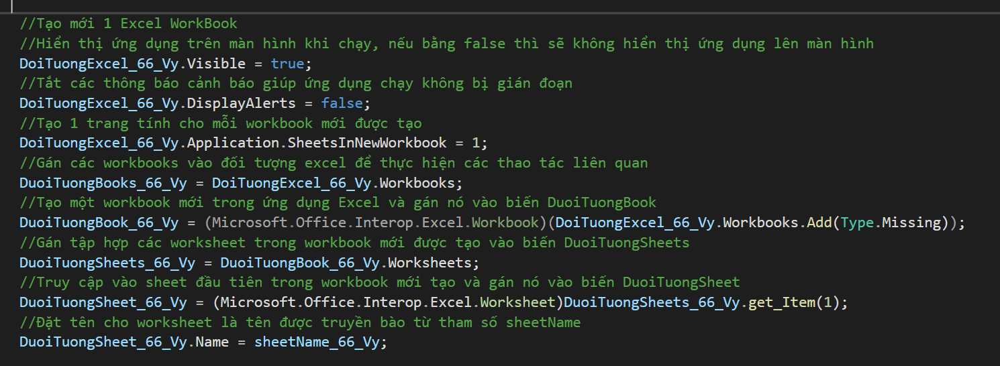 //Tạo mới 1 Excel WorkBook
//Hiển thị ứng dụng trên màn hình khi chạy, nếu bằng false thì sẽ không hiển thị ứng dụng lên màn hình
DoiTuongExcel_66_Vy.Visible = true;
//Tắt các thông báo cảnh báo giúp ứng dụng chạy không bị gián đoạn
DoiTuongExcel_66_Vy.DisplayAlerts = false;
//Tạo 1 trang tính cho mỗi workbook mới được tạo
DoiTuongExcel_66_Vy.Application.SheetsInNewWorkbook = 1;
//Gán các workbooks vào đối tượng excel để thực hiện các thao tác liên quan
DuoiTuongBooks_66_Vy = DoiTuongExcel_66_Vy.Workbooks;
//Tạo một workbook mới trong ứng dụng Excel và gán nó vào biến DuoiTuongBook
DuoiTuongBook_66_Vy = (Microsoft.Office.Interop.Excel.Workbook)(DoiTuongExcel_66_Vy.Workbooks.Add(Type.Missing));
//Gán tập hợp các worksheet trong workbook mới được tạo vào biến DuoiTuongSheets
DuoiTuongSheets_66_Vy = DuoiTuongBook_66_Vy.Worksheets;
//Truy cập vào sheet đầu tiên trong workbook mới tạo và gán nó vào biến DuoiTuongSheet
DuoiTuongSheet_66_Vy = (Microsoft.Office.Interop.Excel.Worksheet)DuoiTuongSheets_66_Vy.get_Item(1);
//Đặt tên cho worksheet là tên được truyền bào từ tham số sheetName
DuoiTuongSheet_66_Vy.Name = sheetName_66_Vy;